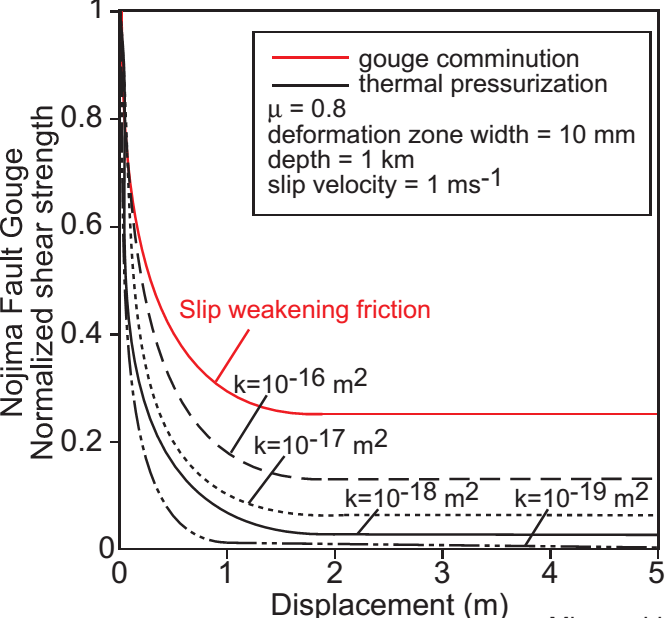 1
0.8
0.6
0.4
0.2
0
Nojima Fault Gouge
Normalized shear strength
gouge comminution
thermal pressurization
μ = 0.8
deformation zone width = 10 mm
depth = 1 km
slip velocity = 1 ms-1
Slip weakening friction
k=10-16 m2
k=10-17 m2
k=10-18 m2 k=10-19 m2
0 1 2 3 4 5
Displacement (m)